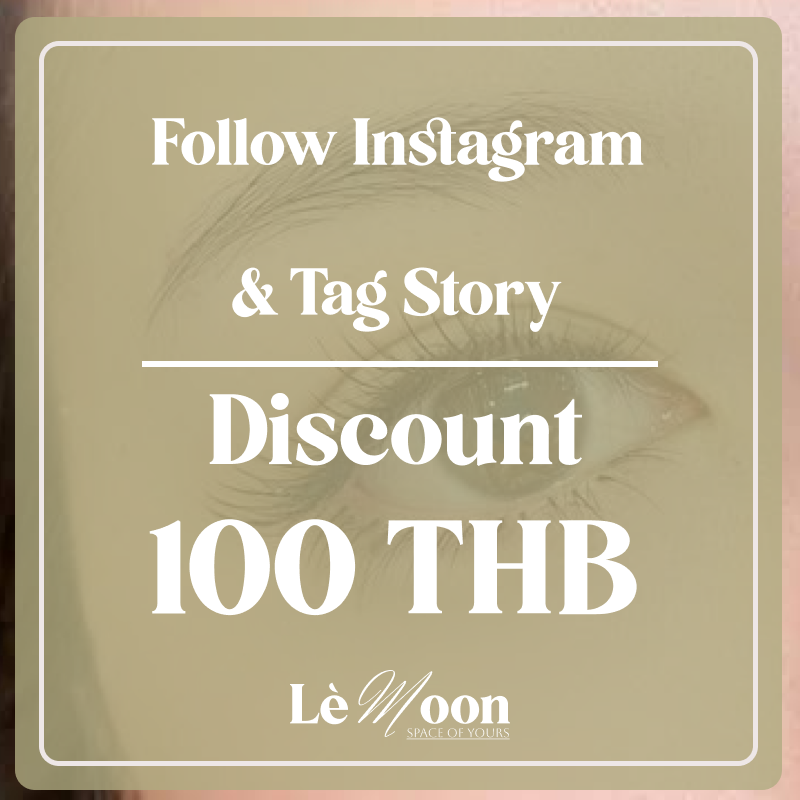 Follow Instagram
& Tag Story
Discount
100 THB
Lè Moon
SPACE OF YOURS